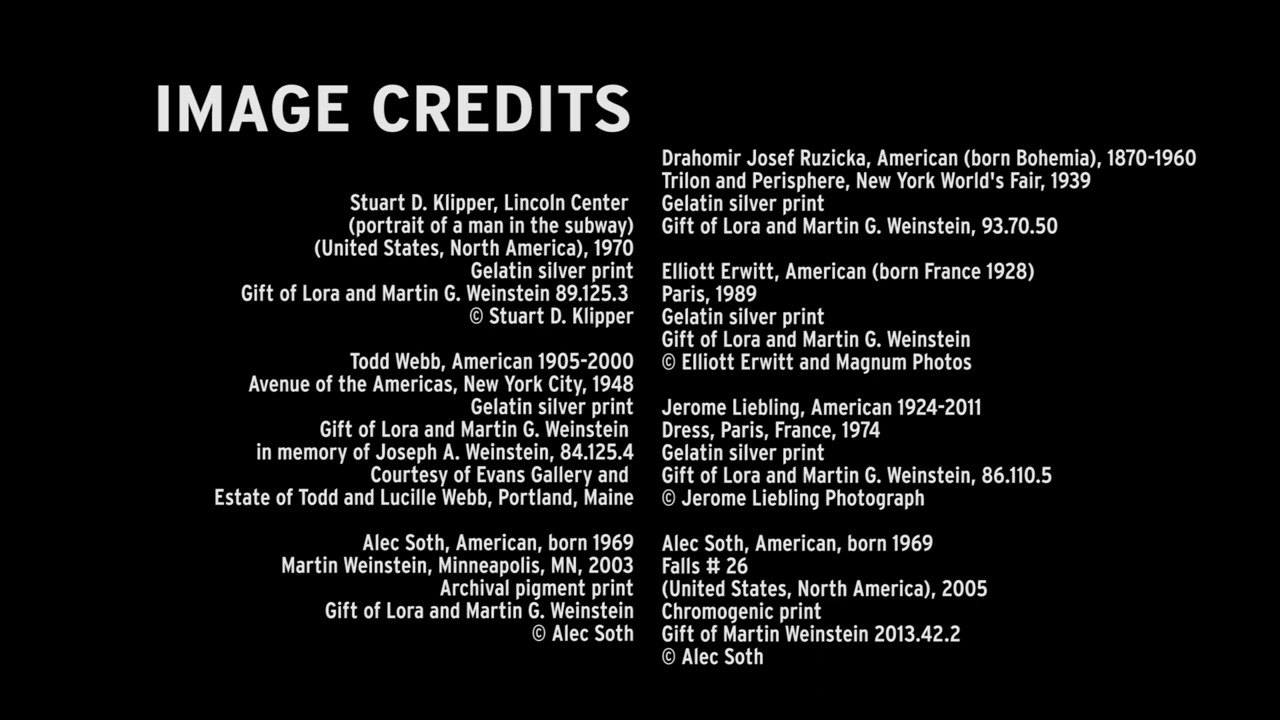 IMAGE CREDITS
Stuart D. Klipper, Lincoln Center
(portrait of a man in the subway)
(United States, North America), 1970
Gelatin silver print
Gift of Lora and Martin G. Weinstein 89.125.3
© Stuart D. Klipper
Todd Webb, American 1905-2000
Avenue of the Americas, New York City, 1948
Gelatin silver print
Gift of Lora and Martin G. Weinstein
in memory of Joseph A. Weinstein, 84.125.4
Courtesy of Evans Gallery and
Estate of Todd and Lucille Webb, Portland, Maine
Alec Soth, American, born 1969
Martin Weinstein, Minneapolis, MN, 2003
Archival pigment print
Gift of Lora and Martin G. Weinstein
© Alec Soth
Drahomir Josef Ruzicka, American (born Bohemia), 1870-1960
Trilon and Perisphere, New York World's Fair, 1939
Gelatin silver print
Gift of Lora and Martin G. Weinstein, 93.70.50
Elliott Erwitt, American (born France 1928)
Paris, 1989
Gelatin silver print
Gift of Lora and Martin G. Weinstein
© Elliott Erwitt and Magnum Photos
Jerome Liebling, American 1924-2011
Dress, Paris, France, 1974
Gelatin silver print
Gift of Lora and Martin G. Weinstein, 86.110.5
© Jerome Liebling Photograph
Alec Soth, American, born 1969
Falls # 26
(United States, North America), 2005
Chromogenic print
Gift of Martin Weinstein 2013.42.2
© Alec Soth